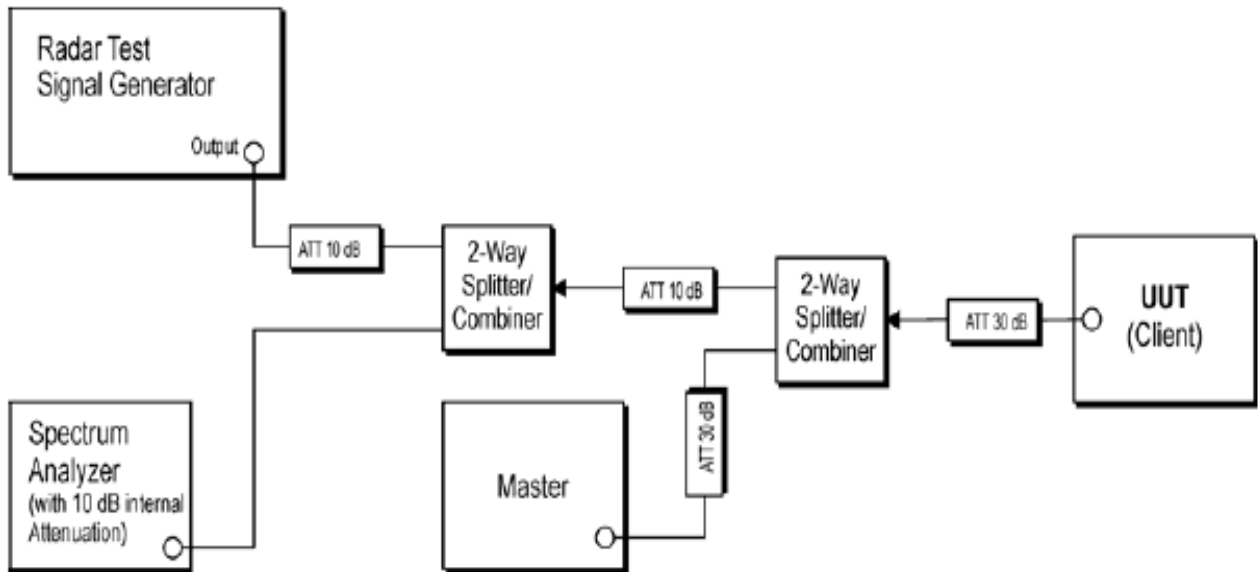 Radar Test
Signal Generator
Output
ATT 10 dB
2-Way
Splitter/
Combiner
ATT 10 dB
2-Way
Splitter/
Combiner
ATT 30 dB
UUT
(Client)
Spectrum
Analyzer
(with 10 dB internal
Attenuation)
Master
ATT 30 dB